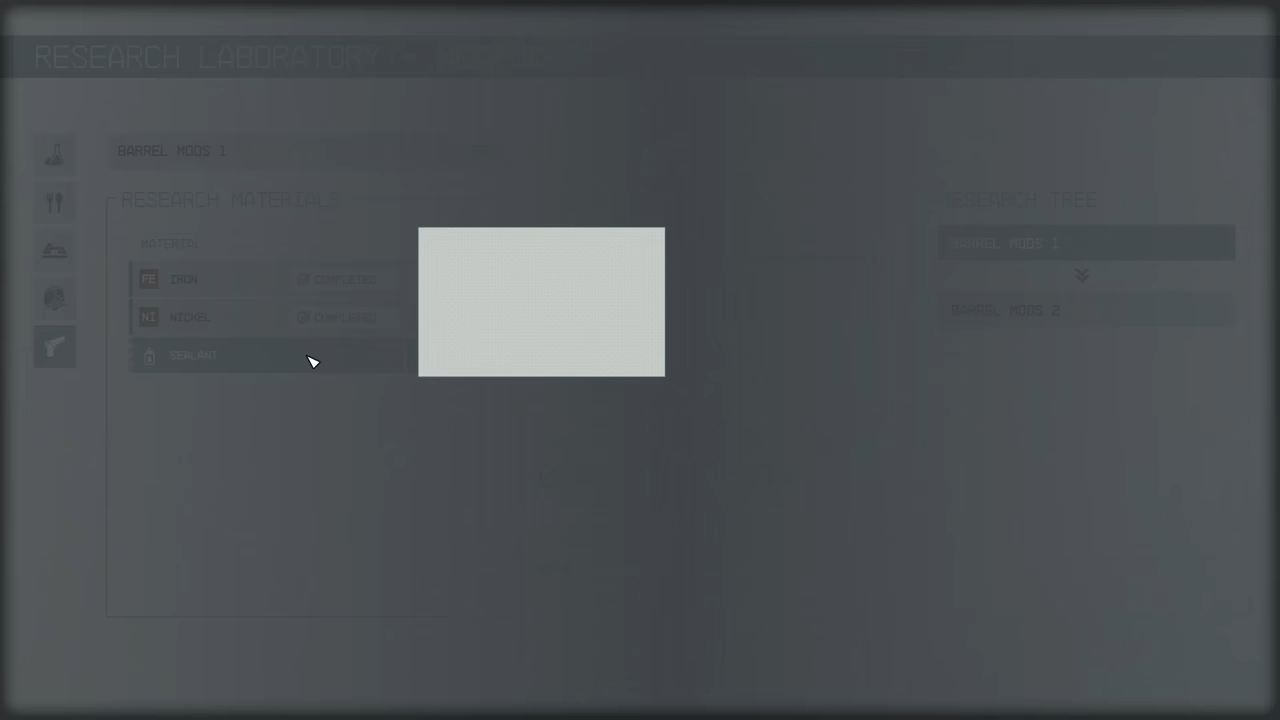 RESEARCH LABORATORY
BARREL MODS 1
RESEARCH MATERIALS
MATERIAL
FE IRON COMPLETED
NI NICKEL COMPLETED
SEALANT
RESEARCH TREE
BARREL MODS 1
BARREL MODS 2